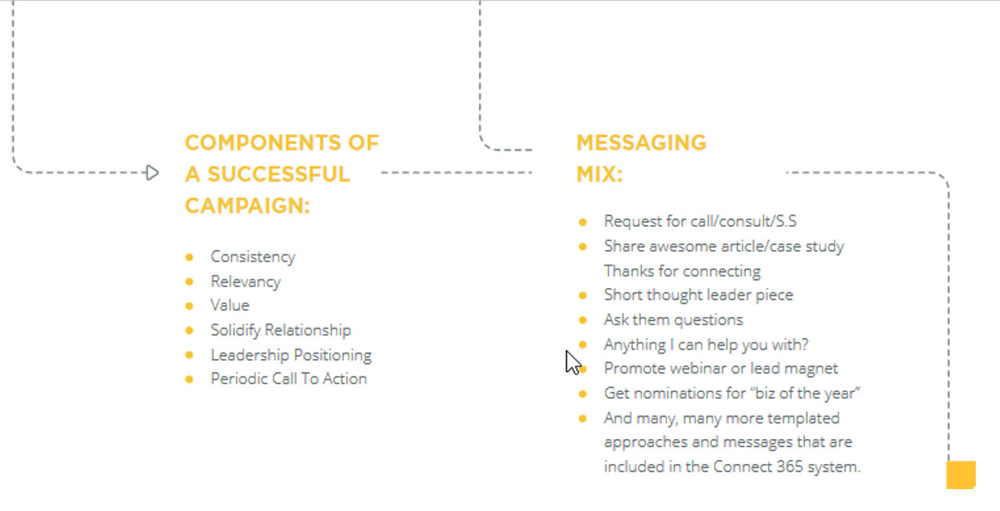 COMPONENTS OF
A SUCCESSFUL
CAMPAIGN:
Consistency
Relevancy
Value
Solidify Relationship
Leadership Positioning
Periodic Call To Action
MESSAGING
MIX:
Request for call/consult/S.S
Share awesome article/case study
Thanks for connecting
Short thought leader piece
Ask them questions
Anything I can help you with?
Promote webinar or lead magnet
Get nominations for “biz of the year”
And many, many more templated
approaches and messages that are
included in the Connect 365 system.